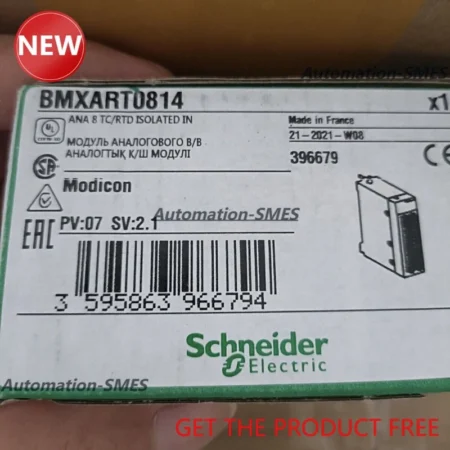 NEW
Automation-SMES
BMXART0814
x1
ANA 8 TC/RTD ISOLATED IN
Made in France
21-2021-W08
МОДУЛЬ АНАЛОГОВОГО В/В
АНАЛОГТЫҚ Қ/Ш МОДУЛІ
396679
CE
UL
SA
Modicon
Automation-SMES
EAC
PV:07 SV:2.1
3 595863 966794
Schneider
Electric
Automation-SMES
GET THE PRODUCT FREE